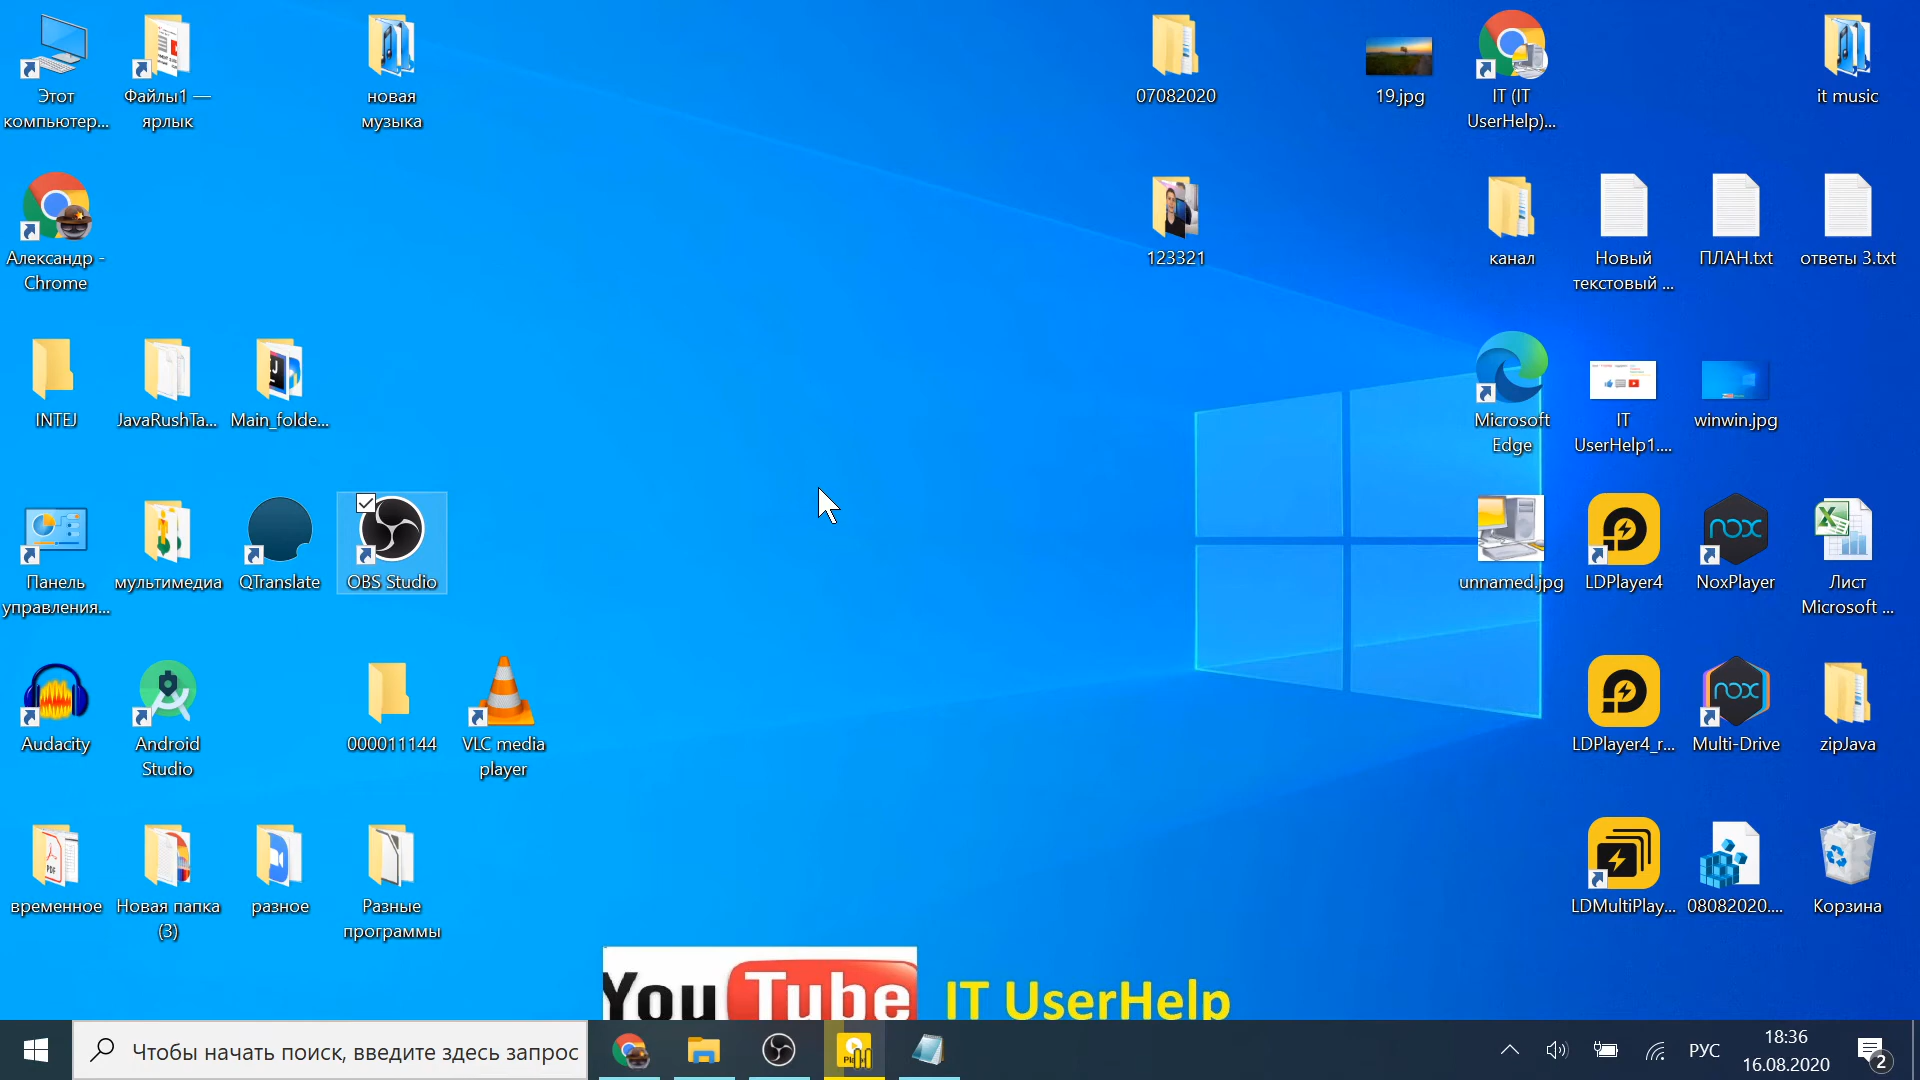 Этот
компьютер...
Файлы1 —
ярлык
новая
музыка
07082020
19.jpg
IT (IT
UserHelp)...
it music
Александр -
Chrome
123321
канал
Новый
текстовый ...
ПЛАН.txt
ответы 3.txt
INTEJ
JavaRushTa...
Main_folde...
Microsoft
Edge
IT
UserHelp1....
winwin.jpg
Панель
управления...
мультимедиа
QTranslate
OBS Studio
unnamed.jpg
LDPlayer4
nox
NoxPlayer
Лист
Microsoft ...
Audacity
Android
Studio
000011144
VLC media
player
LDPlayer4_r...
nox
Multi-Drive
zipJava
PDF
временное
Новая папка
(3)
разное
Разные
программы
LDMultiPlay...
08082020....
Корзина
YouTube
IT UserHelp
Чтобы начать поиск, введите здесь запрос
РУС
18:36
16.08.2020
2